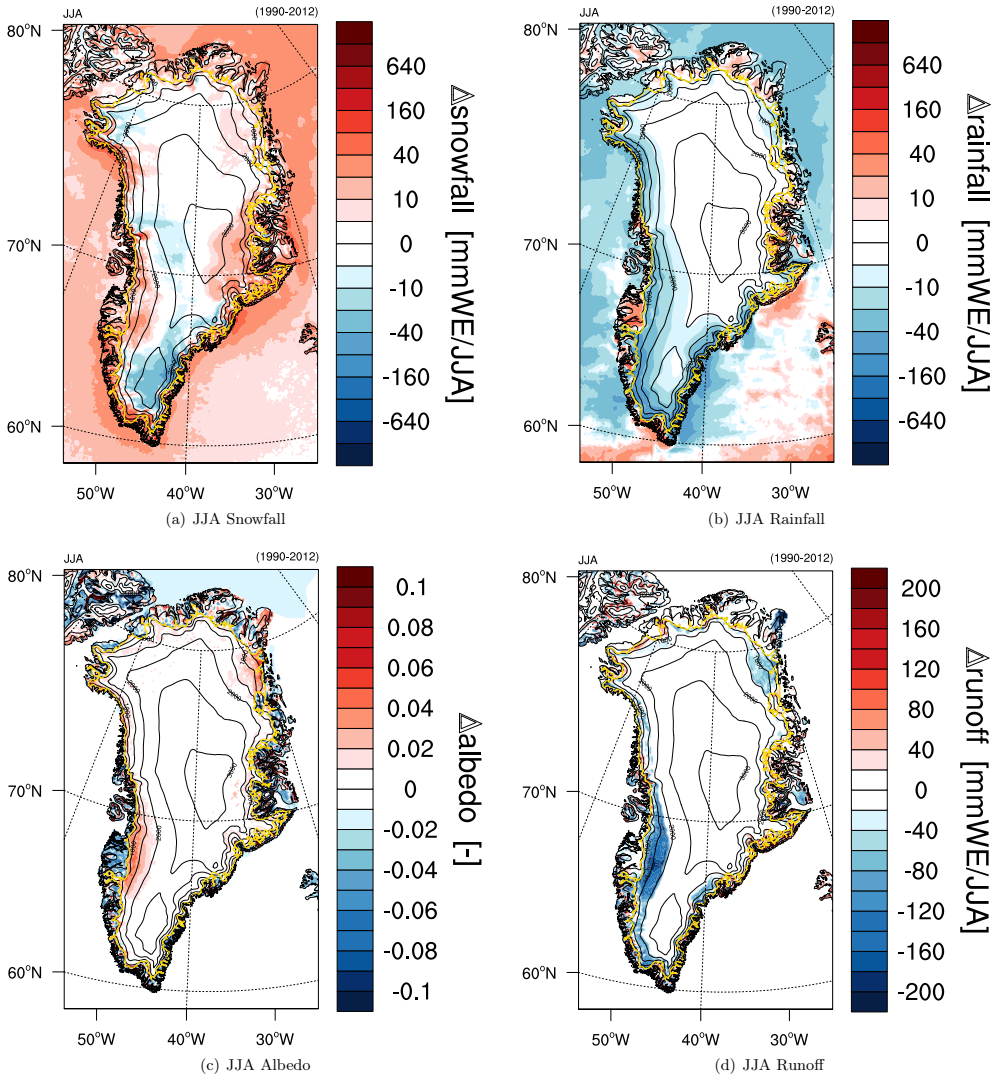 JJA (1990-2012)
80°N
70°N
60°N
50°W 40°W 30°W
640
160
40
10
0
-10
-40
-160
-640
Δsnowfall [mmWE/JJA]
(a) JJA Snowfall
JJA (1990-2012)
80°N
70°N
60°N
50°W 40°W 30°W
640
160
40
10
0
-10
-40
-160
-640
Δrainfall [mmWE/JJA]
(b) JJA Rainfall
JJA (1990-2012)
80°N
70°N
60°N
50°W 40°W 30°W
0.1
0.08
0.06
0.04
0.02
0
-0.02
-0.04
-0.06
-0.08
-0.1
Δalbedo [-]
(c) JJA Albedo
JJA (1990-2012)
80°N
70°N
60°N
50°W 40°W 30°W
200
160
120
80
40
0
-40
-80
-120
-160
-200
Δrunoff [mmWE/JJA]
(d) JJA Runoff